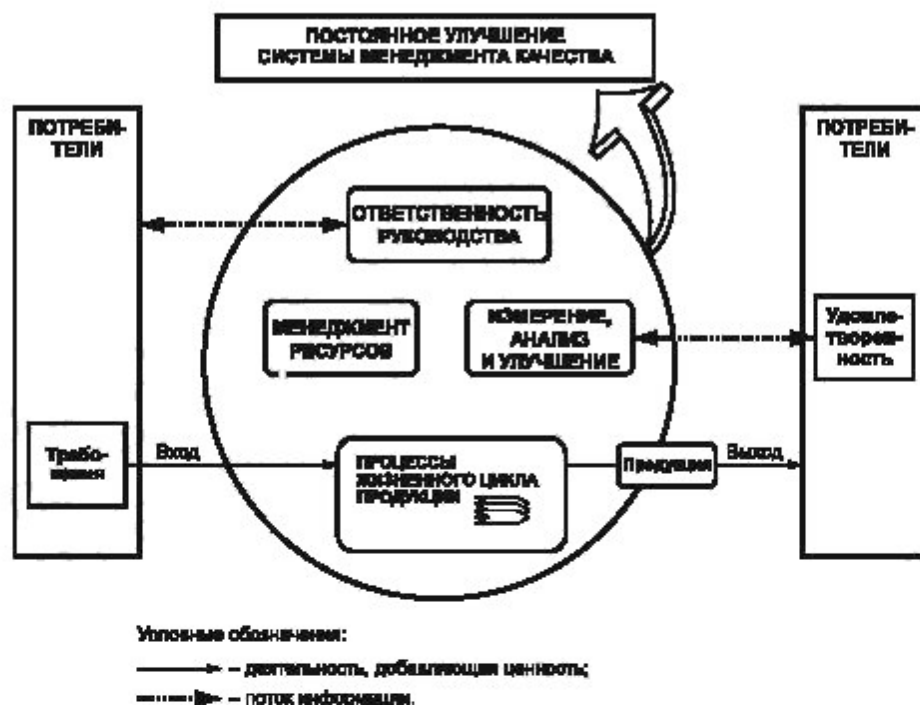 ПОСТОЯННОЕ УЛУЧШЕНИЕ
СИСТЕМЫ МЕНЕДЖМЕНТА КАЧЕСТВА
ПОТРЕБИ-
ТЕЛИ
ПОТРЕБИ-
ТЕЛИ
ОТВЕТСТВЕННОСТЬ
РУКОВОДСТВА
МЕНЕДЖМЕНТ
РЕСУРСОВ
ИЗМЕРЕНИЕ,
АНАЛИЗ
И УЛУЧШЕНИЕ
Удовле-
творен-
ность
Требо-
вания
Вход
ПРОЦЕССЫ
ЖИЗНЕННОГО ЦИКЛА
ПРОДУКЦИИ
Продукция
Выход
Условные обозначения:
– деятельность, добавляющая ценность;
– поток информации.